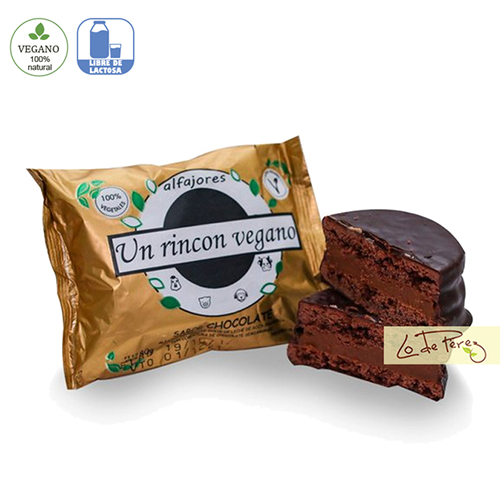 VEGANO
100%
natural
LIBRE DE
LACTOSA
alfajores
100%
VEGETALES
Un rincon vegano
SABOR CHOCOLATE
Lo De Perez